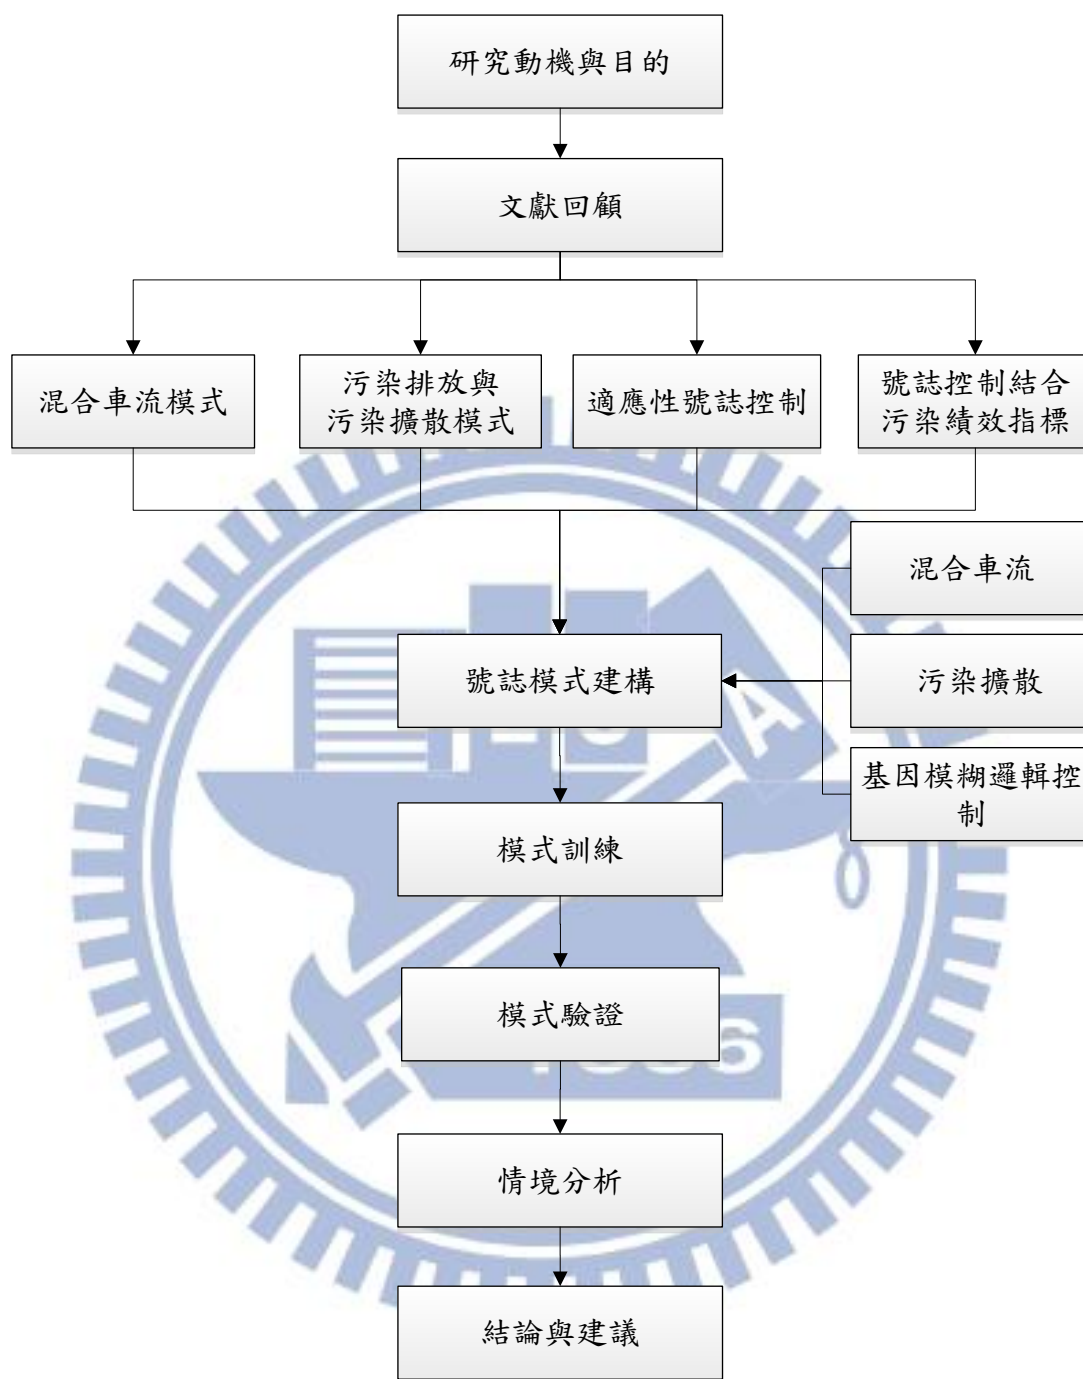 研究動機與目的
文獻回顧
混合車流模式
污染排放與
污染擴散模式
適應性號誌控制
號誌控制結合
污染績效指標
混合車流
號誌模式建構
污染擴散
基因模糊邏輯控
制
模式訓練
模式驗證
情境分析
結論與建議